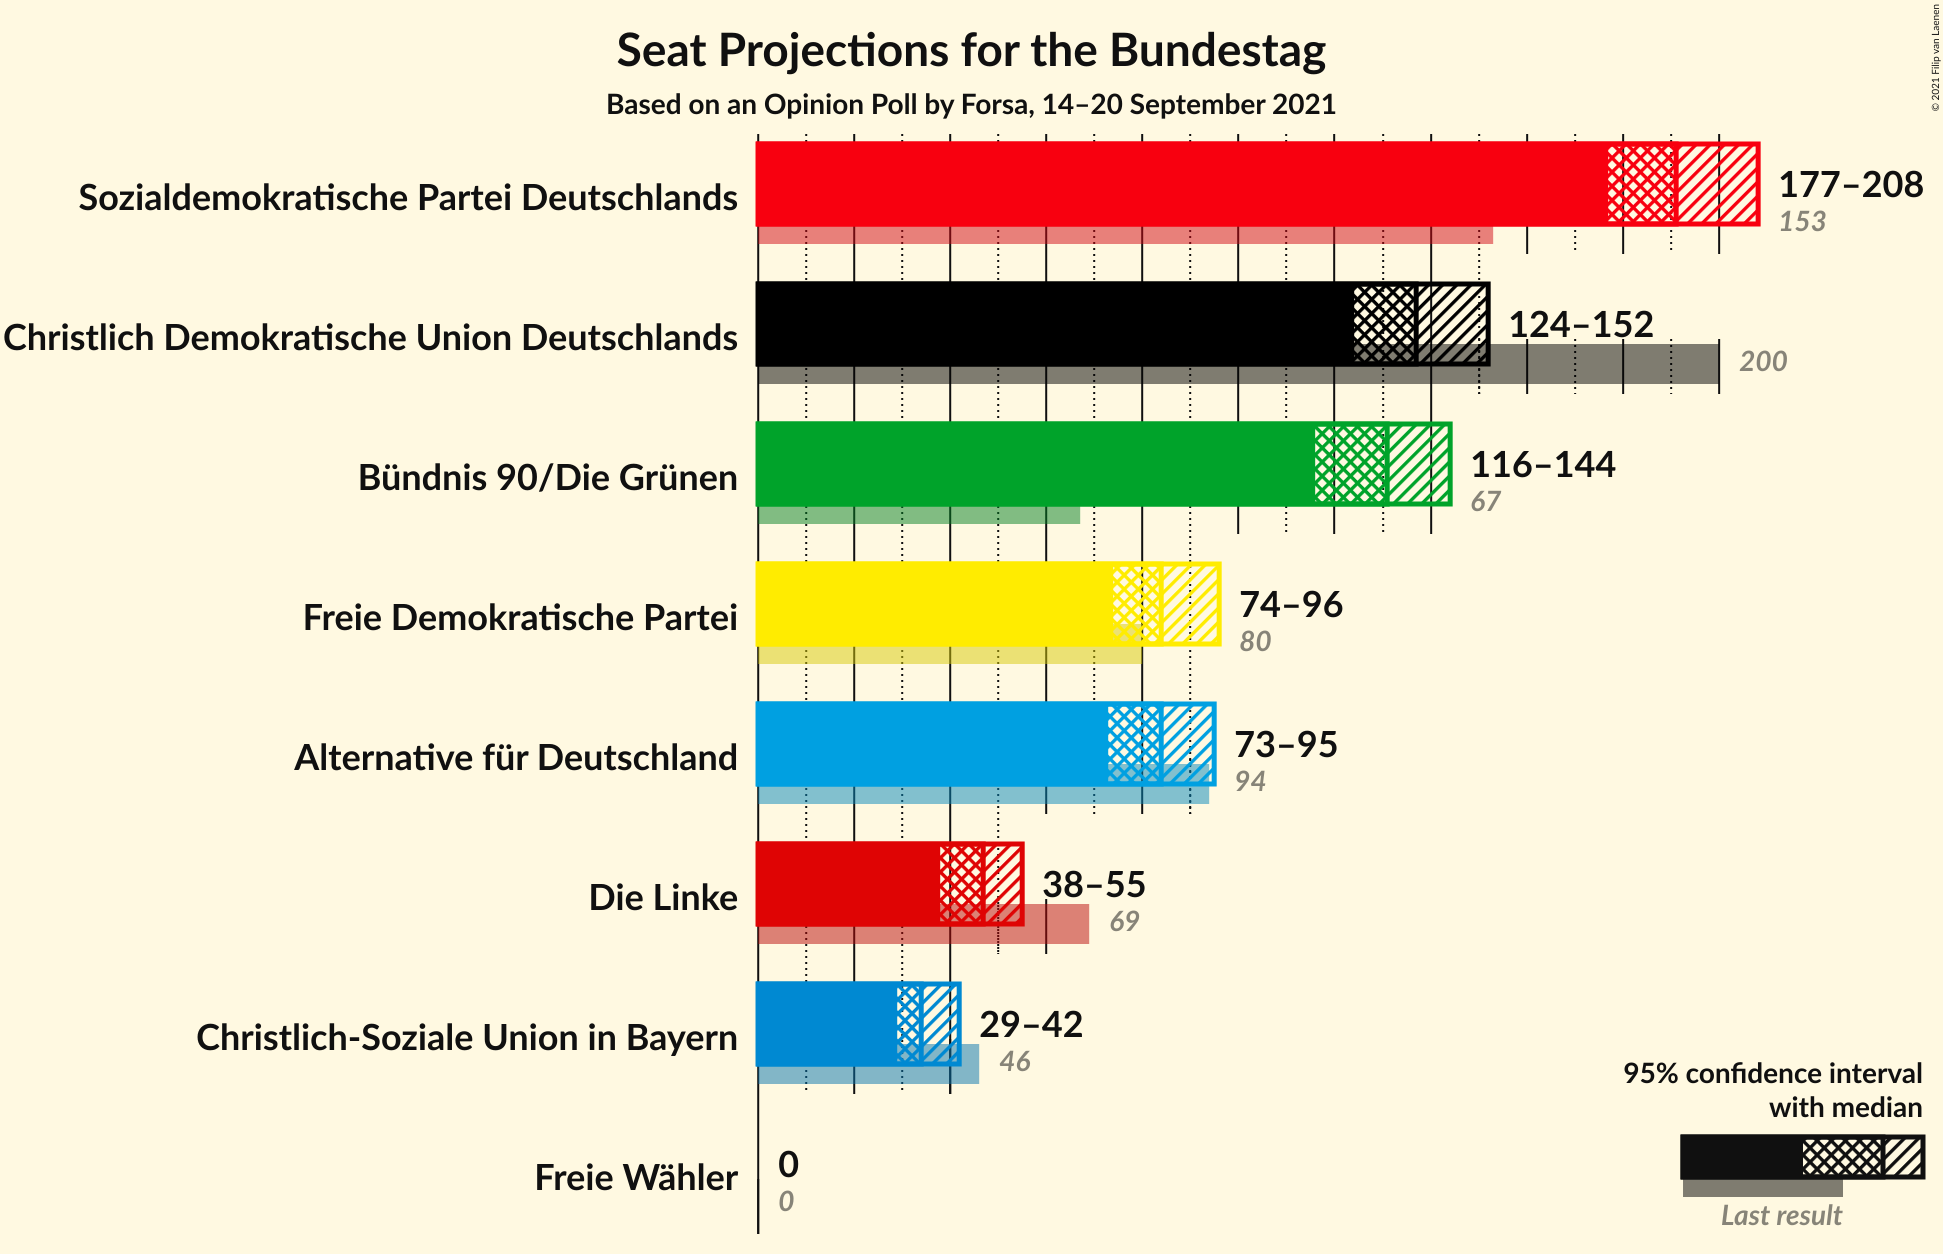 Seat Projections for the Bundestag
Based on an Opinion Poll by Forsa, 14–20 September 2021
© 2021 Filip van Laenen
Sozialdemokratische Partei Deutschlands
177–208
153
Christlich Demokratische Union Deutschlands
124–152
200
Bündnis 90/Die Grünen
116–144
67
Freie Demokratische Partei
74–96
80
Alternative für Deutschland
73–95
94
Die Linke
38–55
69
Christlich-Soziale Union in Bayern
29–42
46
Freie Wähler
0
0
95% confidence interval
with median
Last result